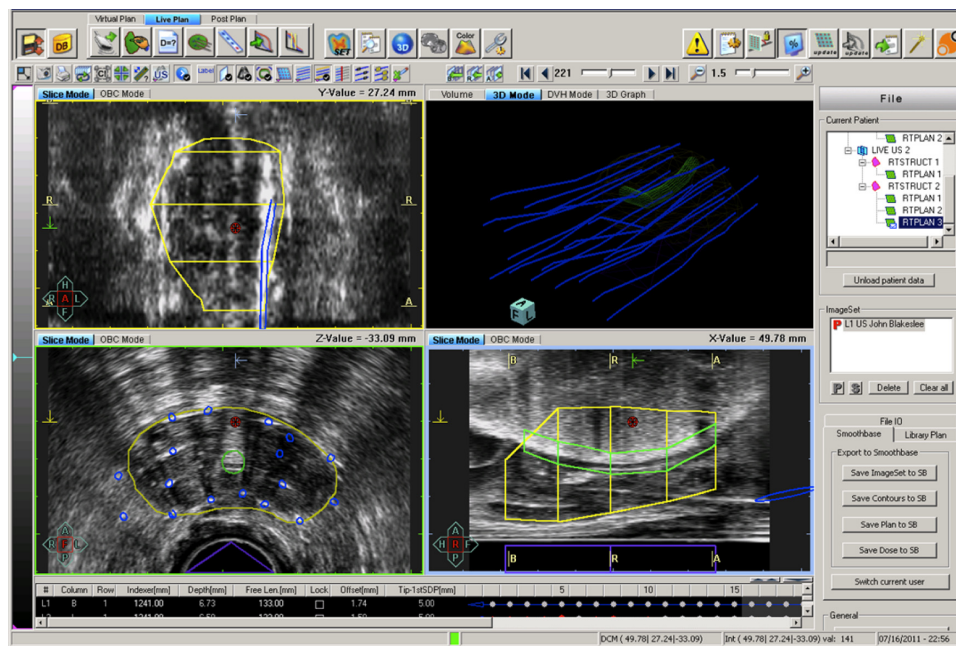 Virtual Plan Live Plan Post Plan
DB D=? SET 3D Color update update
US Label 221 1.5
Slice Mode OBC Mode Y-Value = 27.24 mm
Volume 3D Mode DVH Mode 3D Graph
File
Current Patient
RTPLAN 2
LIVE US 2
RTSTRUCT 1
RTPLAN 1
RTSTRUCT 2
RTPLAN 1
RTPLAN 2
RTPLAN 3
R R
A A
H
R A L
F
A
F L
Unload patient data
ImageSet
P L1 US John Blakeslee
P S Delete Clear all
Slice Mode OBC Mode Z-Value = -33.09 mm
Slice Mode OBC Mode X-Value = 49.78 mm
B R A
A
R F L
P
A
H R F
P
B R A
File IO
Smoothbase Library Plan
Export to Smoothbase
Save ImageSet to SB
Save Contours to SB
Save Plan to SB
Save Dose to SB
Switch current user
General
# Column Row Indexer[mm] Depth[mm] Free Len.[mm] Lock Offset[mm] Tip-1stSDP[mm] 5 10 15
L1 B 1 1241.00 6.73 133.00 1.74 5.00
DCM ( 49.78| 27.24|-33.09) Int ( 49.78| 27.24|-33.09) val: 141 07/16/2011 - 22:56